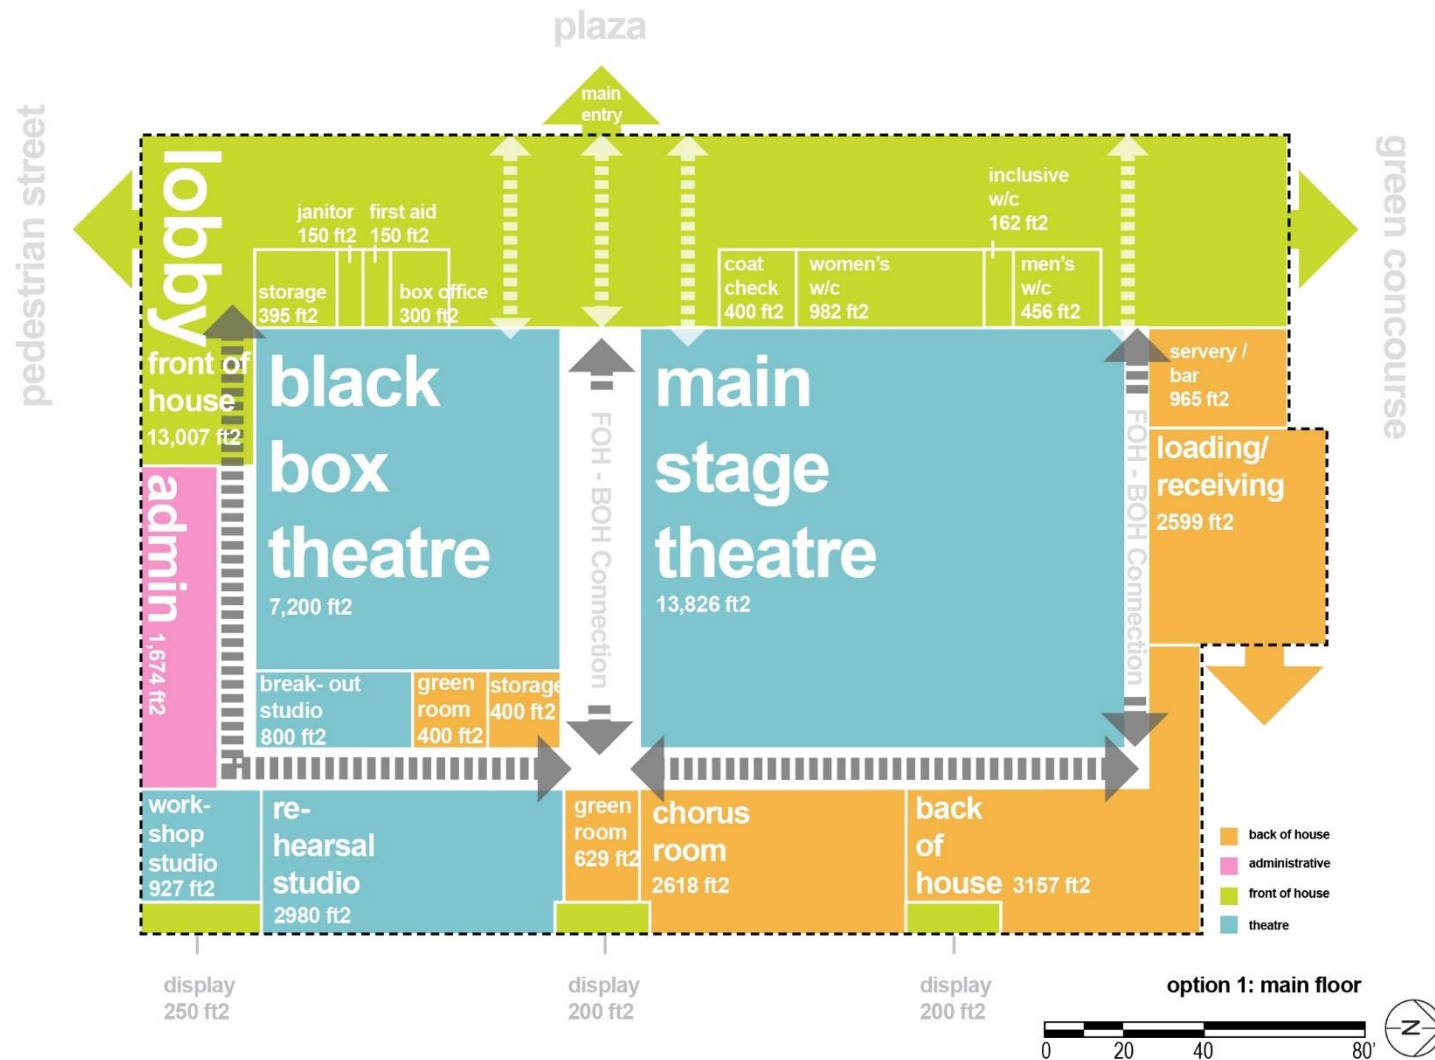 plaza
main
entry
pedestrian street
green concourse
lobby
front of
house
13,007 ft2
janitor
150 ft2
first aid
150 ft2
storage
395 ft2
box office
300 ft2
coat
check
400 ft2
women's
w/c
982 ft2
inclusive
w/c
162 ft2
men's
w/c
456 ft2
admin 1,674 ft2
black
box
theatre
7,200 ft2
FOH - BOH Connection
main
stage
theatre
13,826 ft2
FOH - BOH Connection
servery /
bar
965 ft2
loading/
receiving
2599 ft2
break- out
studio
800 ft2
green
room
400 ft2
storage
400 ft2
work-
shop
studio
927 ft2
re-
hearsal
studio
2980 ft2
green
room
629 ft2
chorus
room
2618 ft2
back
of
house 3157 ft2
back of house
administrative
front of house
theatre
display
250 ft2
display
200 ft2
display
200 ft2
option 1: main floor
0 20 40 80'
N